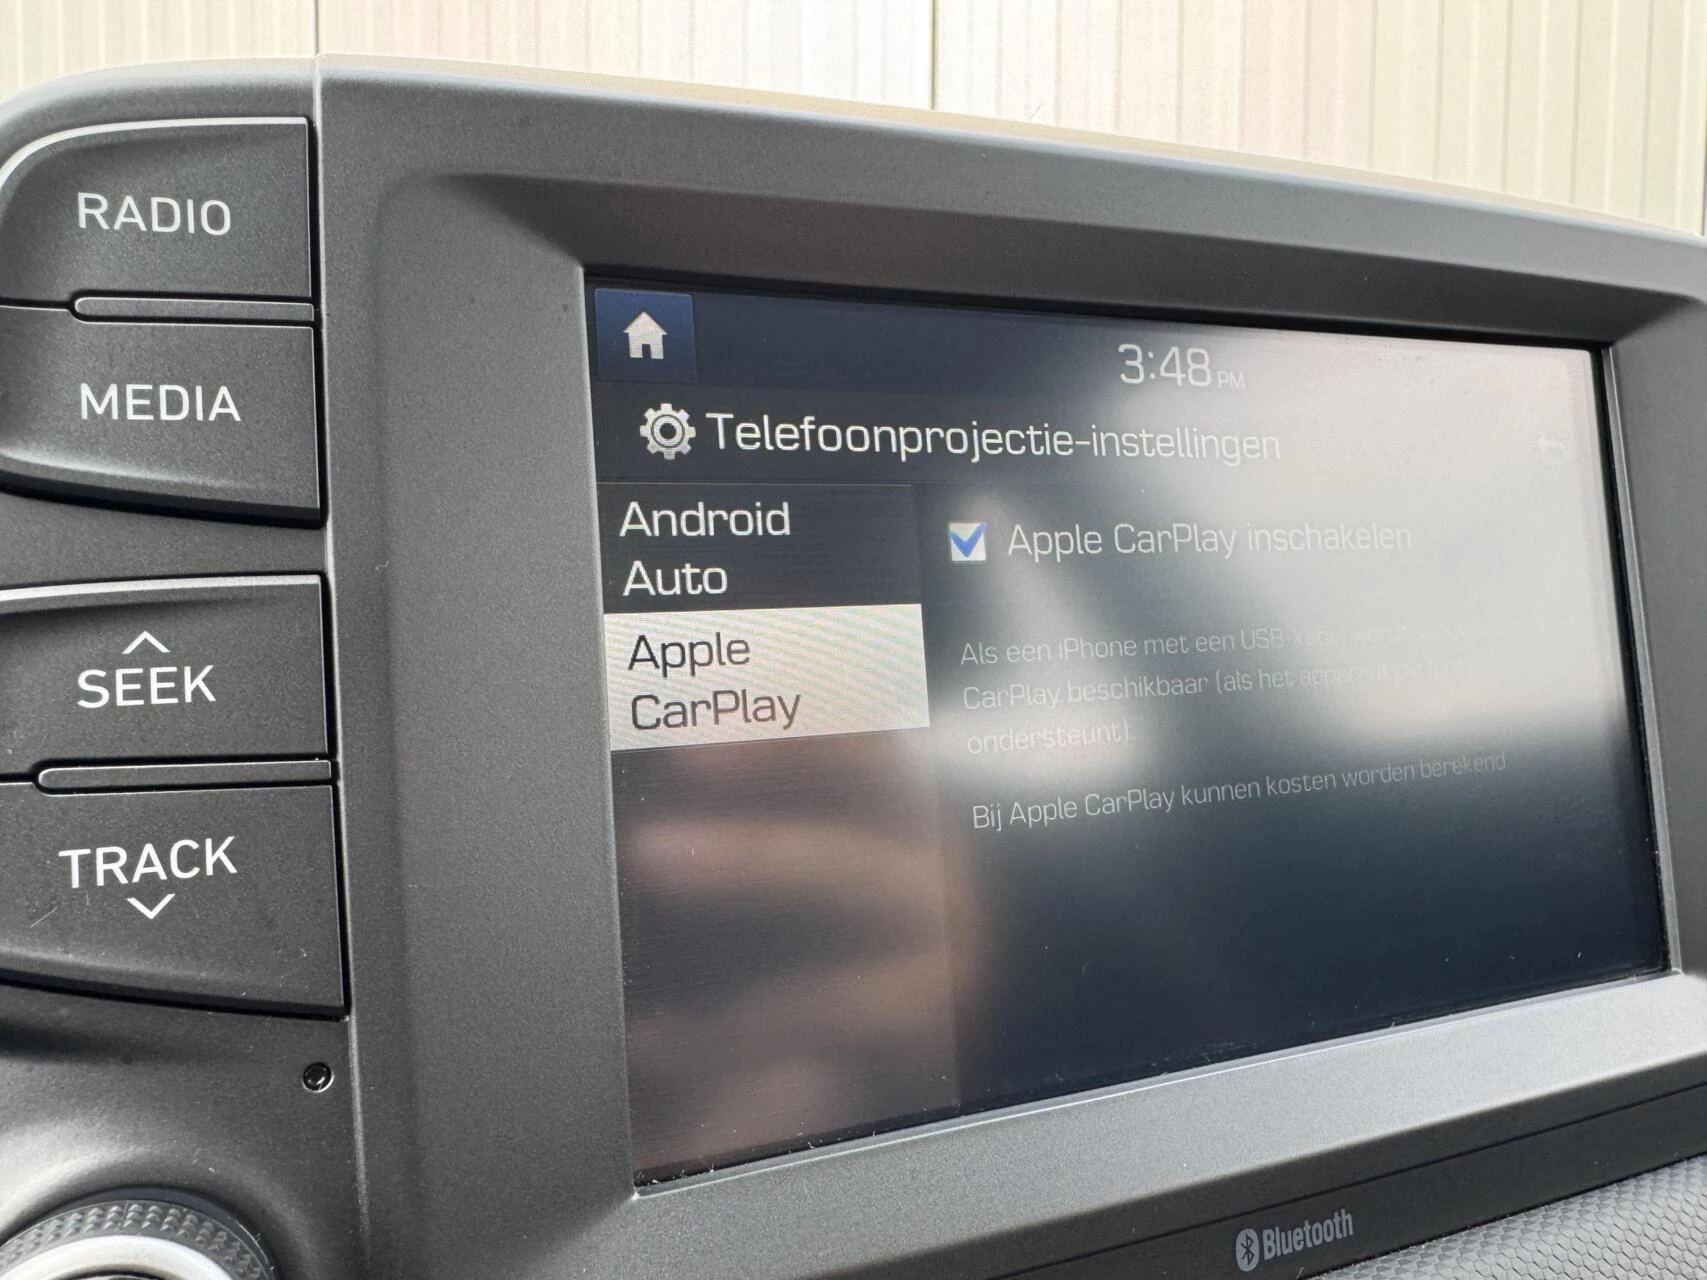 RADIO
MEDIA
SEEK
TRACK
3:48 PM
Telefoonprojectie-instellingen
Android
Auto
Apple
CarPlay
Apple CarPlay inschakelen
Als een iPhone met een USB-
CarPlay beschikbaar (als het apparaat
ondersteunt).
Bij Apple CarPlay kunnen kosten worden berekend.
Bluetooth